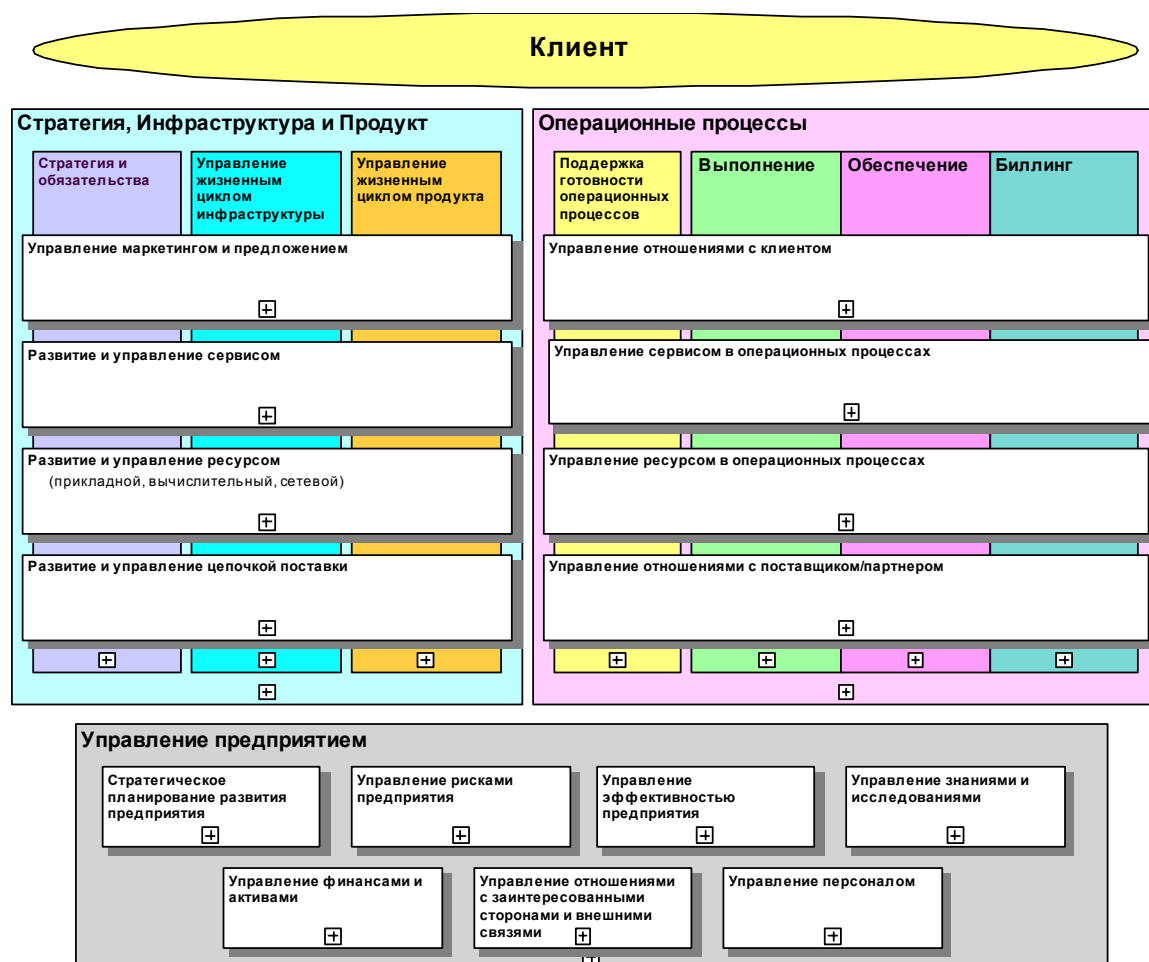 Клиент
Стратегия, Инфраструктура и Продукт
Стратегия и
обязательства
Управление
жизненным
циклом
инфраструктуры
Управление
жизненным
циклом продукта
Управление маркетингом и предложением
Развитие и управление сервисом
Развитие и управление ресурсом
(прикладной, вычислительный, сетевой)
Развитие и управление цепочкой поставки
Операционные процессы
Поддержка
готовности
операционных
процессов
Выполнение
Обеспечение
Биллинг
Управление отношениями с клиентом
Управление сервисом в операционных процессах
Управление ресурсом в операционных процессах
Управление отношениями с поставщиком/партнером
Управление предприятием
Стратегическое
планирование развития
предприятия
Управление рисками
предприятия
Управление
эффективностью
предприятия
Управление знаниями и
исследованиями
Управление финансами и
активами
Управление отношениями
с заинтересованными
сторонами и внешними
связями
Управление персоналом